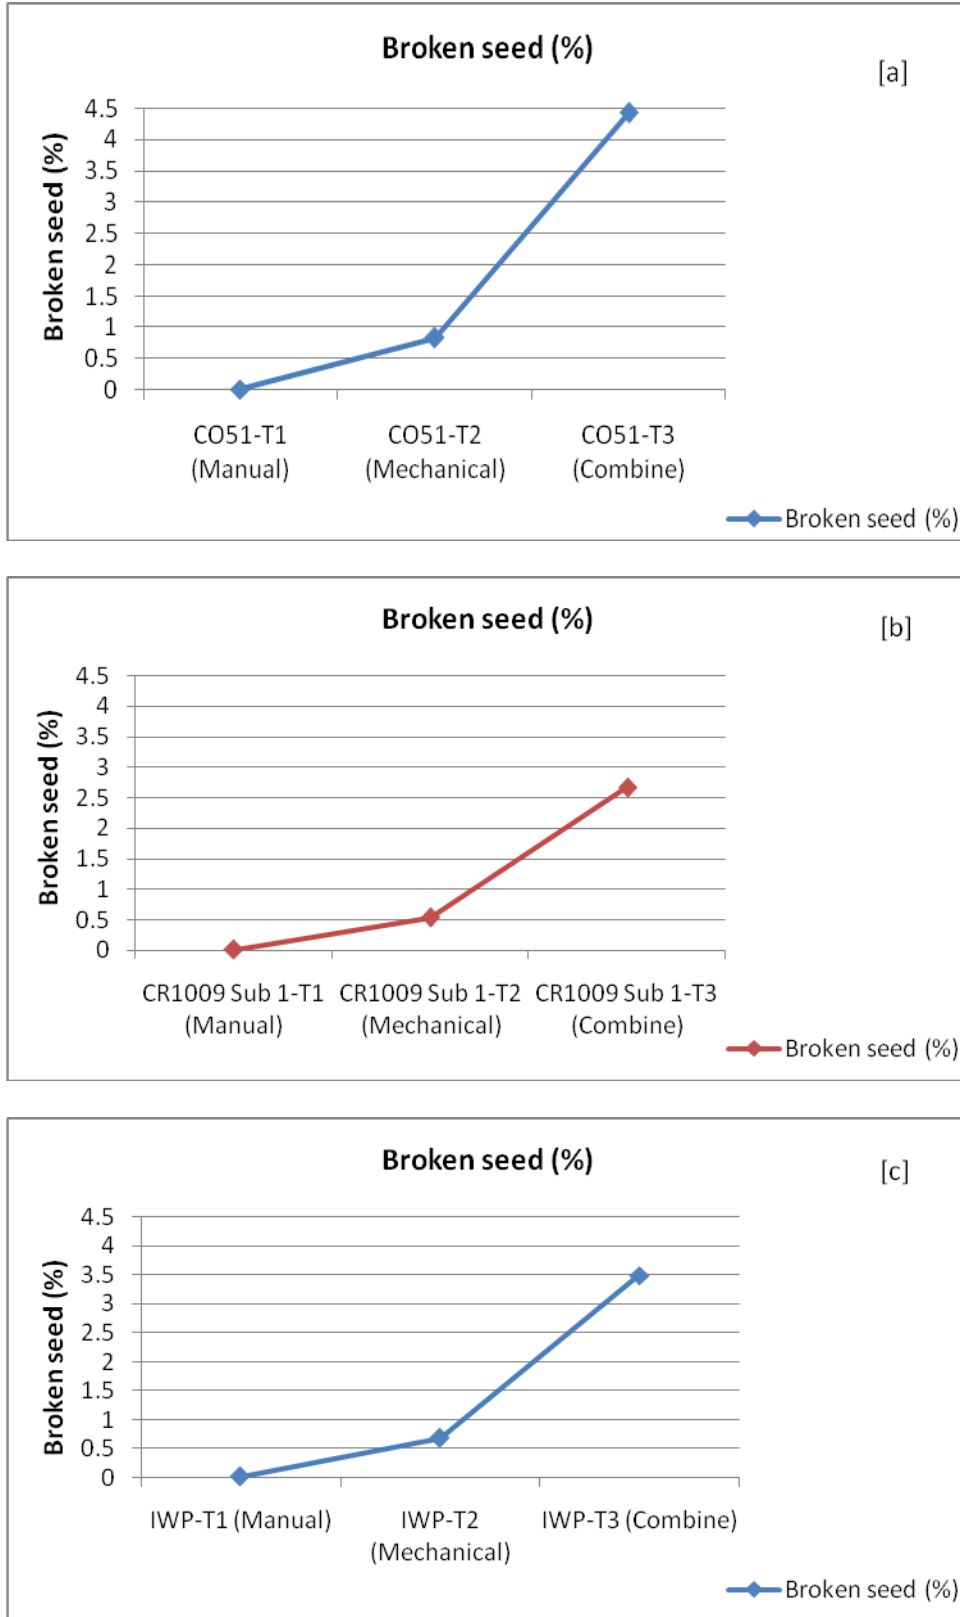 Broken seed (%)
[a]
Broken seed (%)
4.5
4
3.5
3
2.5
2
1.5
1
0.5
0
CO51-T1
(Manual)
CO51-T2
(Mechanical)
CO51-T3
(Combine)
Broken seed (%)
Broken seed (%)
[b]
Broken seed (%)
4.5
4
3.5
3
2.5
2
1.5
1
0.5
0
CR1009 Sub 1-T1
(Manual)
CR1009 Sub 1-T2
(Mechanical)
CR1009 Sub 1-T3
(Combine)
Broken seed (%)
Broken seed (%)
[c]
Broken seed (%)
4.5
4
3.5
3
2.5
2
1.5
1
0.5
0
IWP-T1 (Manual)
IWP-T2
(Mechanical)
IWP-T3 (Combine)
Broken seed (%)